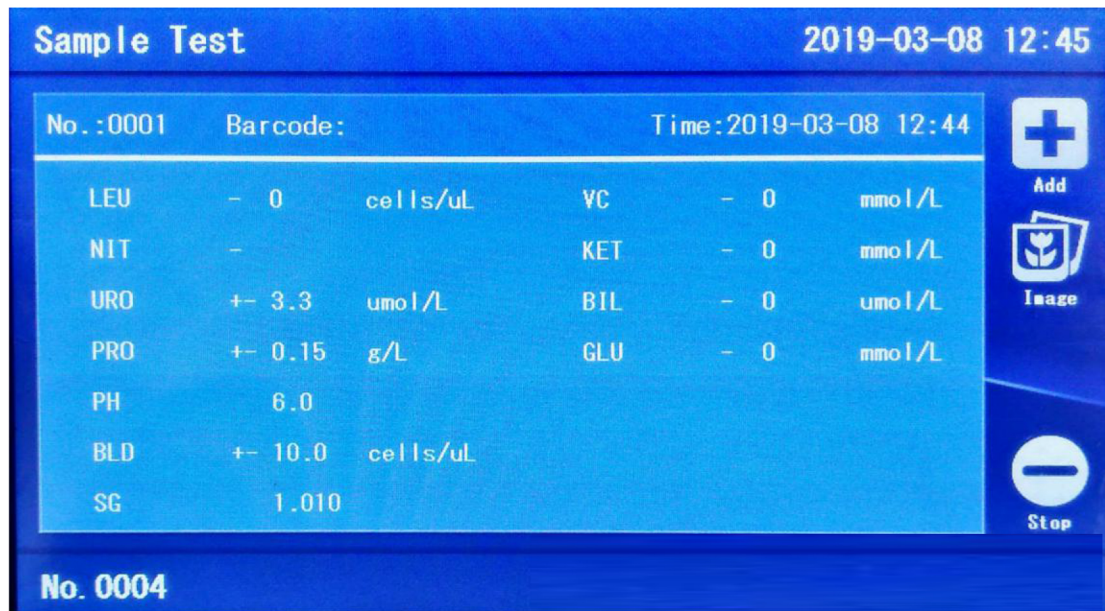 Sample Test 2019-03-08 12:45
No.:0001 Barcode: Time:2019-03-08 12:44
LEU - 0 cells/uL VC - 0 mmol/L
NIT - KET - 0 mmol/L
URO +- 3.3 umol/L BIL - 0 umol/L
PRO +- 0.15 g/L GLU - 0 mmol/L
PH 6.0
BLD +- 10.0 cells/uL
SG 1.010
Add
Image
Stop
No. 0004